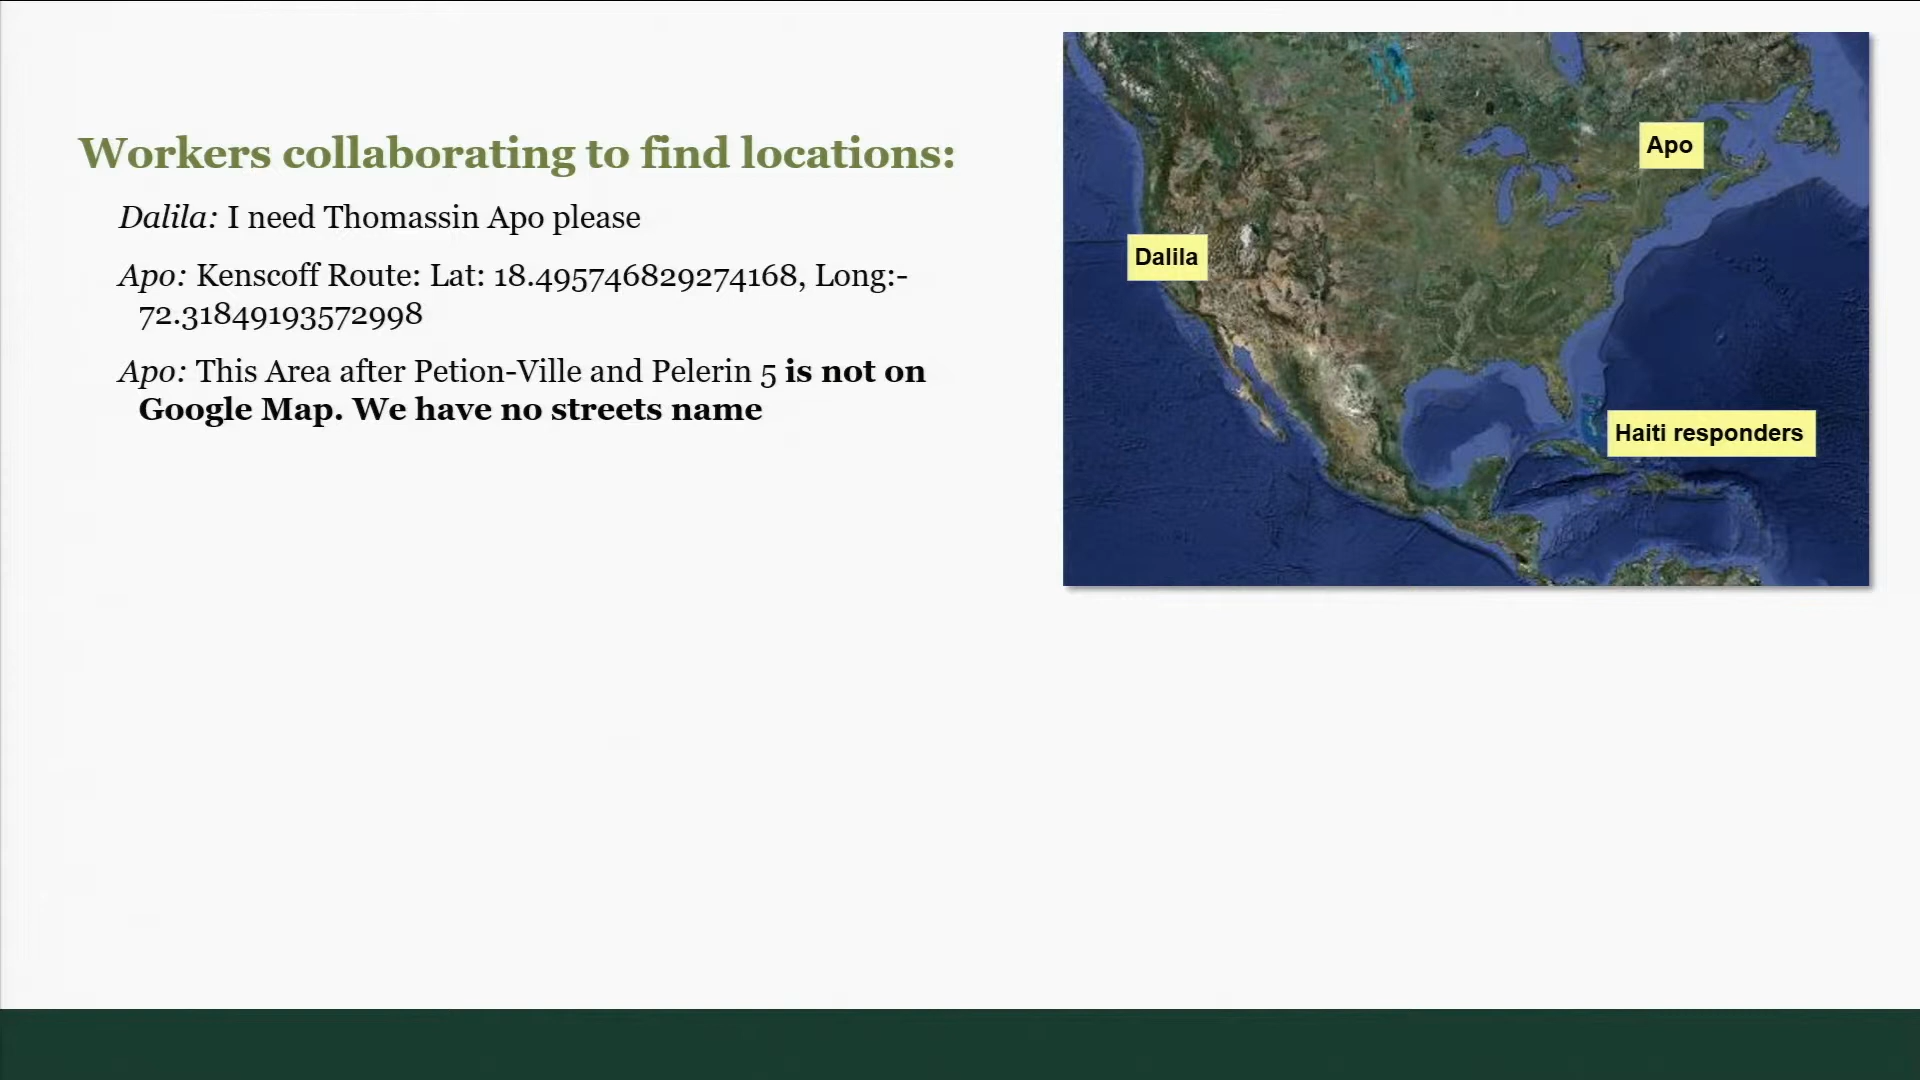 Workers collaborating to find locations:
Dalila: I need Thomassin Apo please
Apo: Kenscoff Route: Lat: 18.495746829274168, Long:-
72.31849193572998
Apo: This Area after Petion-Ville and Pelerin 5 is not on
Google Map. We have no streets name
Apo
Dalila
Haiti responders